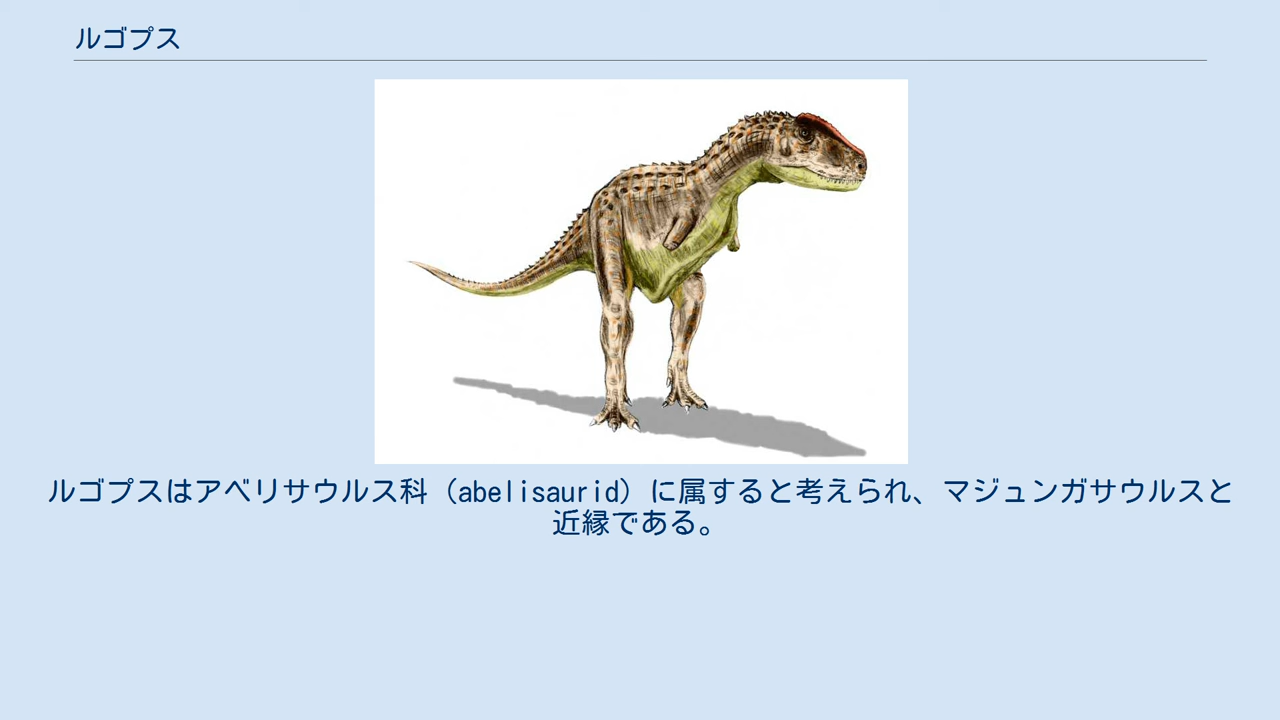 ルゴプス
ルゴプスはアベリサウルス科（abelisaurid）に属すると考えられ、マジュンガサウルスと
近縁である。